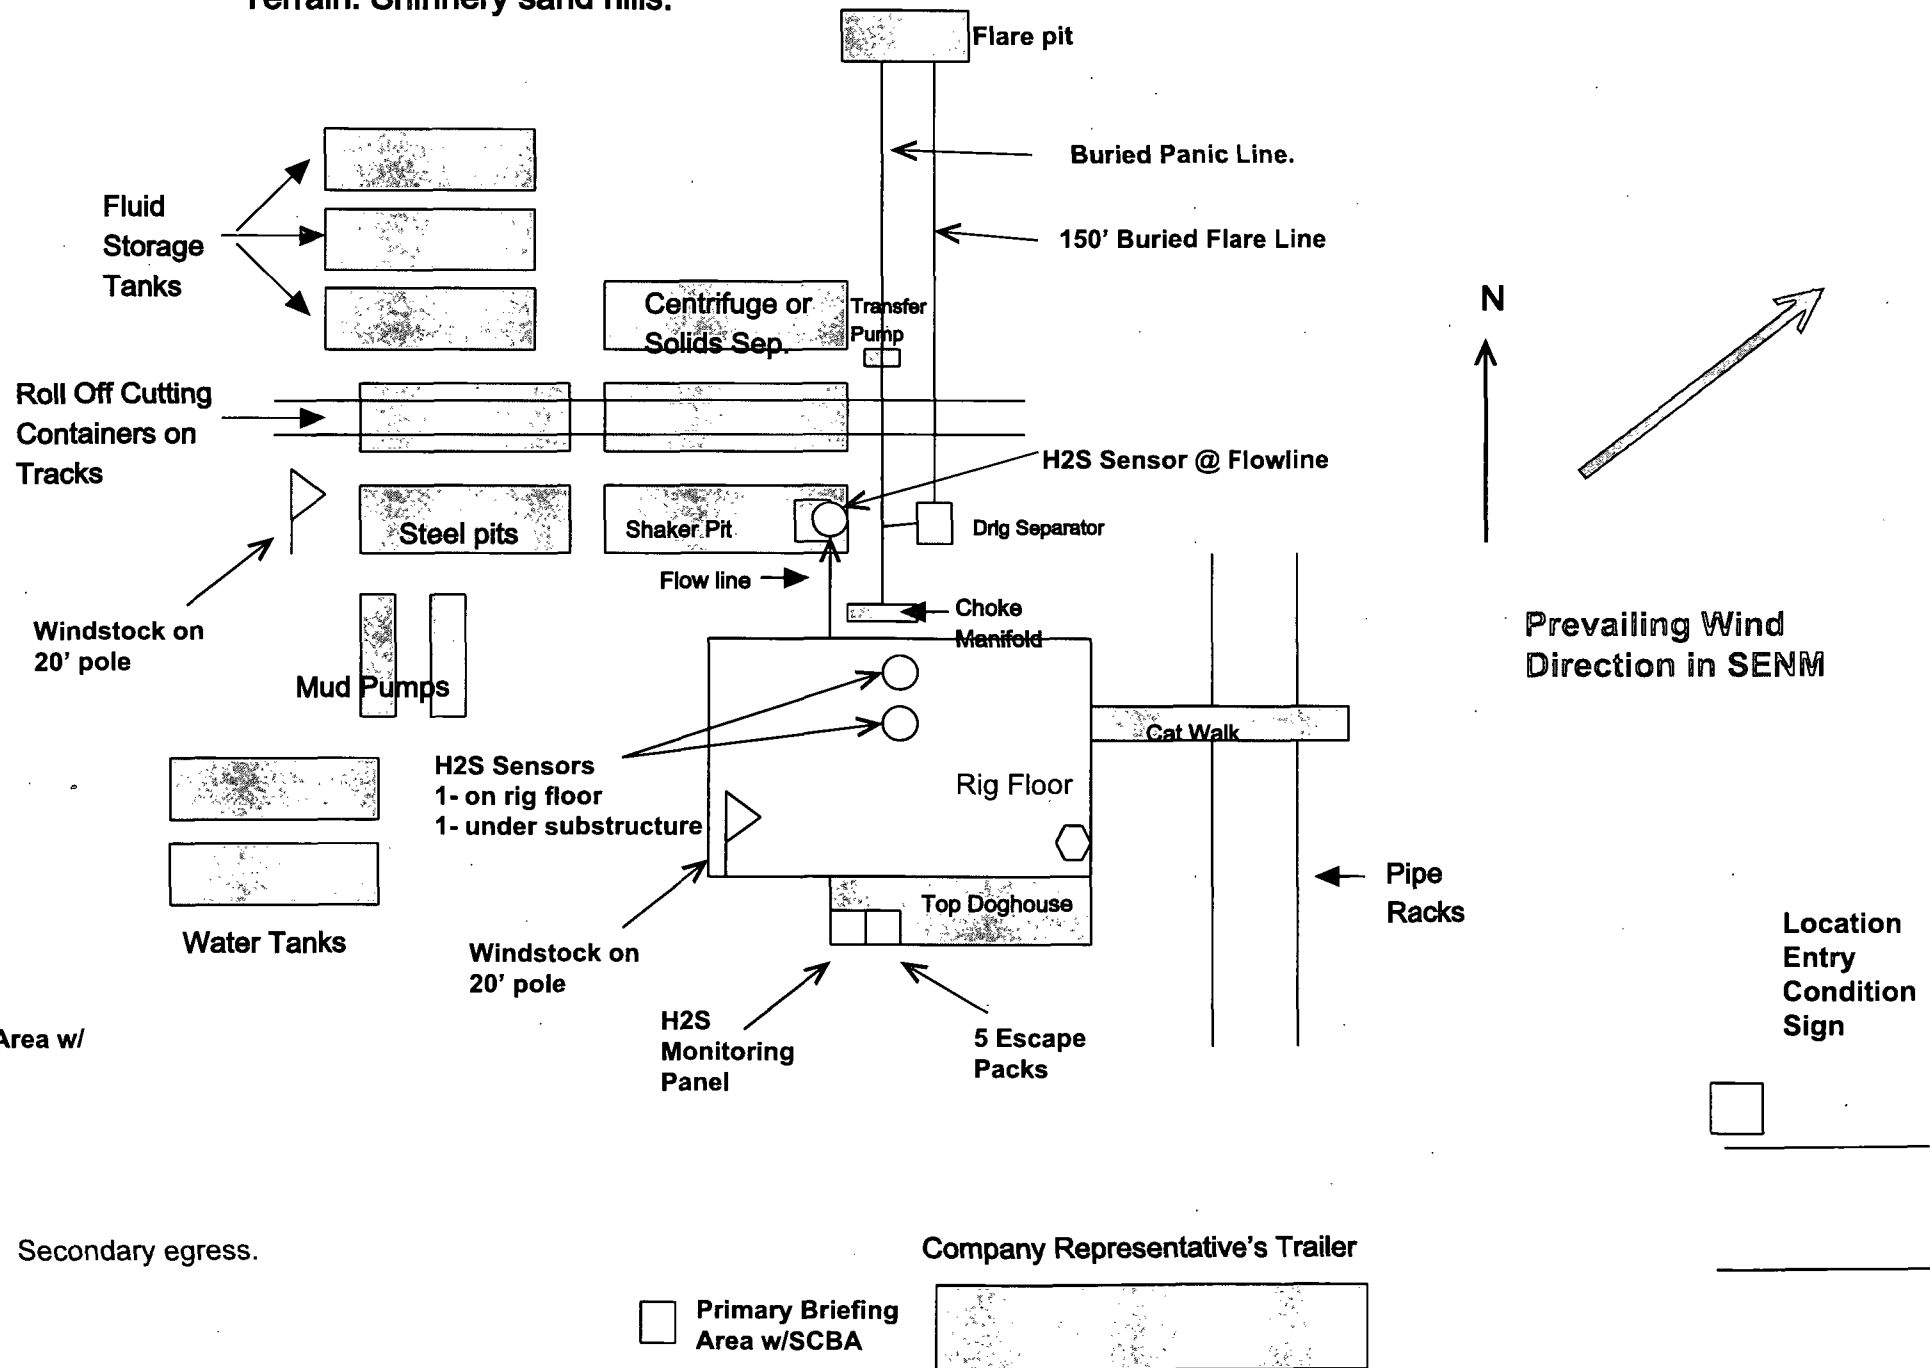 Terrain: Shinnery sand hills.
Flare pit
Buried Panic Line.
150' Buried Flare Line
Fluid
Storage
Tanks
Centrifuge or
Solids Sep.
Transfer
Pump
N
Roll Off Cutting
Containers on
Tracks
H2S Sensor @ Flowline
Steel pits
Shaker Pit
Drlg Separator
Flow line
Choke
Manifold
Windstock on
20' pole
Prevailing Wind
Direction in SENM
Mud Pumps
Cat Walk
H2S Sensors
1- on rig floor
1- under substructure
Rig Floor
Pipe
Racks
Top Doghouse
Water Tanks
Windstock on
20' pole
Location
Entry
Condition
Sign
H2S
Monitoring
Panel
5 Escape
Packs
Area w/
Secondary egress.
Company Representative's Trailer
Primary Briefing
Area w/SCBA